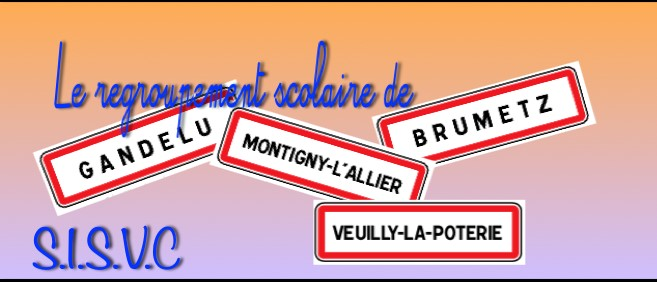 Le regroupement scolaire de
GANDELU
MONTIGNY-L'ALLIER
BRUMETZ
VEUILLY-LA-POTERIE
S.I.S.V.C